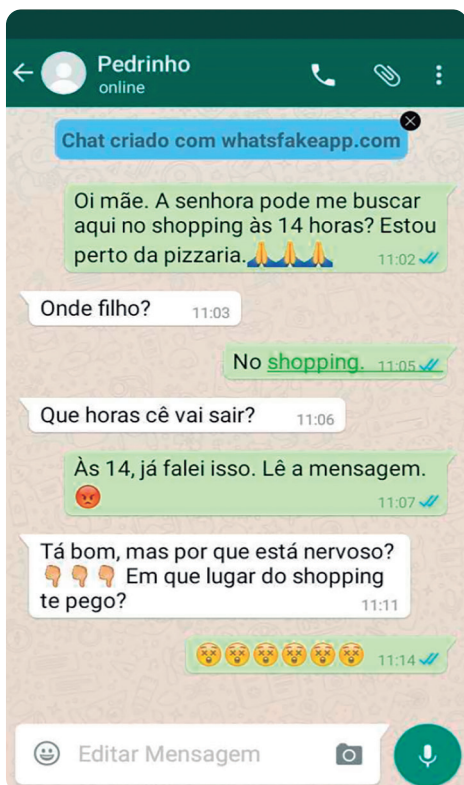 Pedrinho
online
Chat criado com whatsfakeapp.com
Oi mãe. A senhora pode me buscar
aqui no shopping às 14 horas? Estou
perto da pizzaria.🙏🙏🙏 11:02
Onde filho? 11:03
No shopping. 11:05
Que horas cê vai sair? 11:06
Às 14, já falei isso. Lê a mensagem.
😡 11:07
Tá bom, mas por que está nervoso?
👇👇👇 Em que lugar do shopping
te pego? 11:11
😵😵😵😵😵😵 11:14
Editar Mensagem